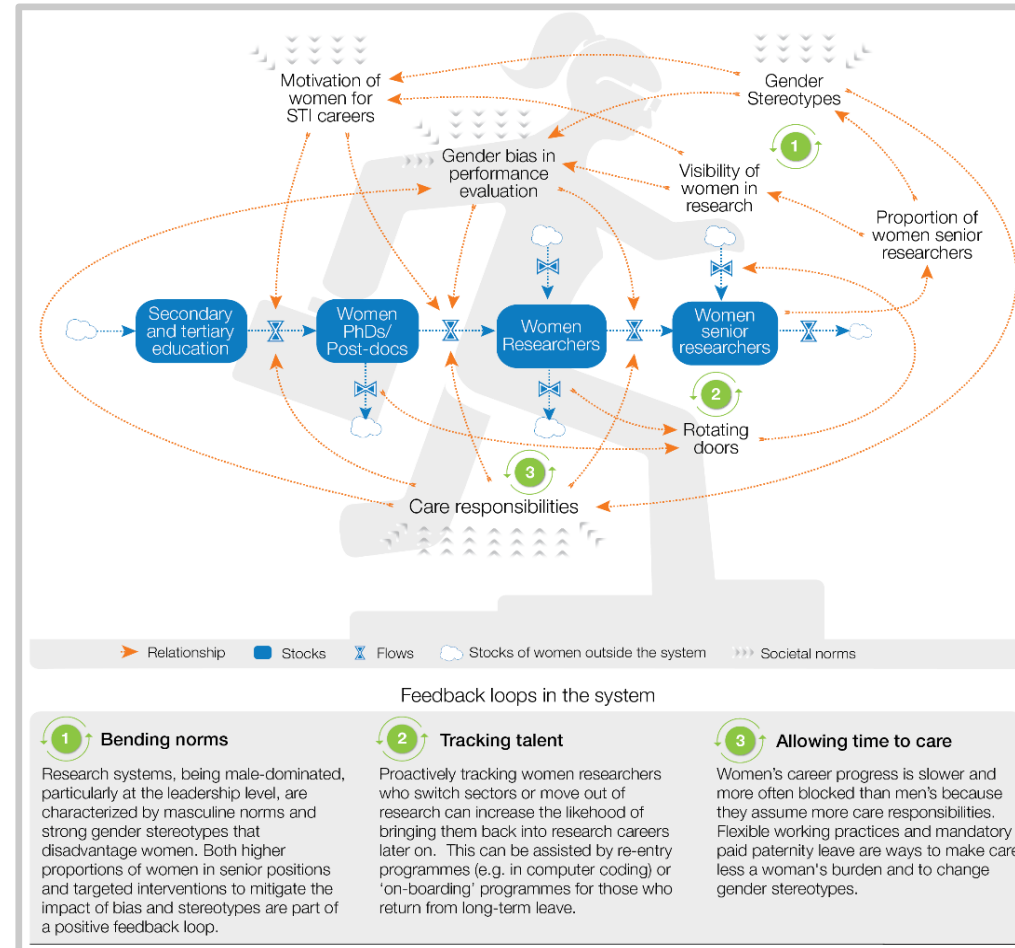 Motivation of
women for
STI careers
Gender
Stereotypes
1
Gender bias in
performance
evaluation
Visibility of
women in
research
Proportion of
women senior
researchers
Secondary
and tertiary
education
Women
PhDs/
Post-docs
Women
Researchers
Women
senior
researchers
2
Rotating
doors
3
Care responsibilities
Relationship
Stocks
Flows
Stocks of women outside the system
Societal norms
Feedback loops in the system
1 Bending norms
Research systems, being male-dominated,
particularly at the leadership level, are
characterized by masculine norms and
strong gender stereotypes that
disadvantage women. Both higher
proportions of women in senior positions
and targeted interventions to mitigate the
impact of bias and stereotypes are part of
a positive feedback loop.
2 Tracking talent
Proactively tracking women researchers
who switch sectors or move out of
research can increase the likehood of
bringing them back into research careers
later on. This can be assisted by re-entry
programmes (e.g. in computer coding) or
'on-boarding' programmes for those who
return from long-term leave.
3 Allowing time to care
Women's career progress is slower and
more often blocked than men's because
they assume more care responsibilities.
Flexible working practices and mandatory
paid paternity leave are ways to make care
less a woman's burden and to change
gender stereotypes.